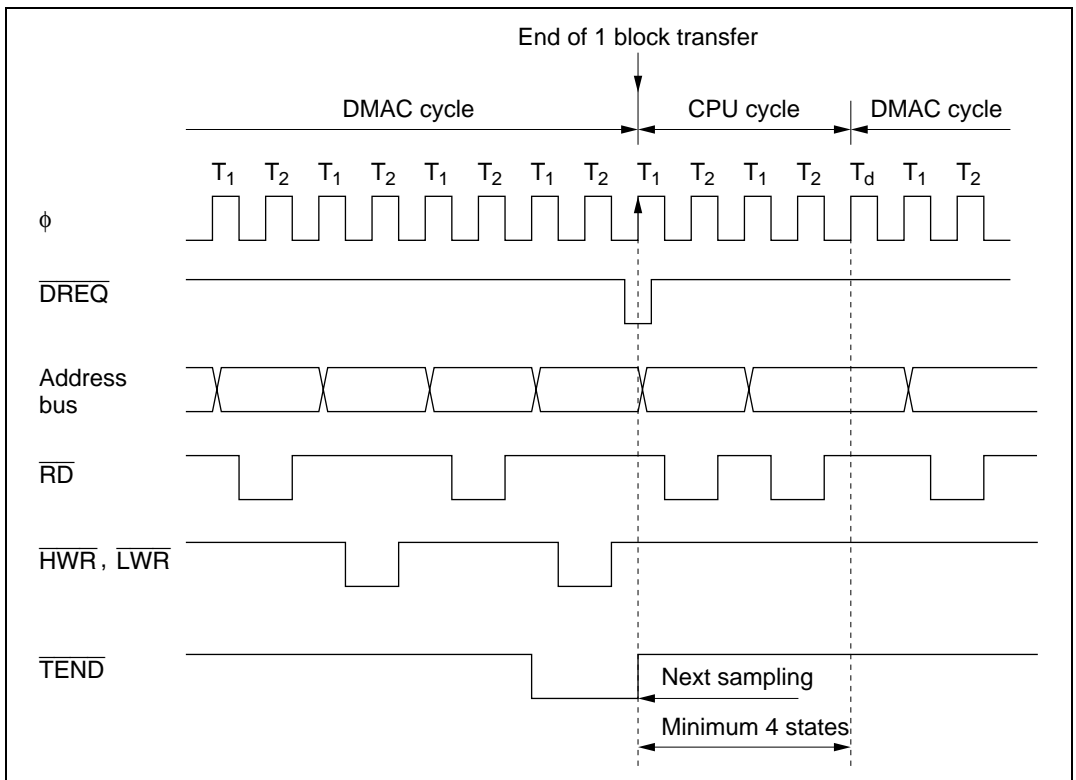 End of 1 block transfer
DMAC cycle CPU cycle DMAC cycle
T1 T2 T1 T2 T1 T2 T1 T2 T1 T2 T1 T2 Td T1 T2
ϕ
DREQ
Address
bus
RD
HWR, LWR
TEND
Next sampling
Minimum 4 states